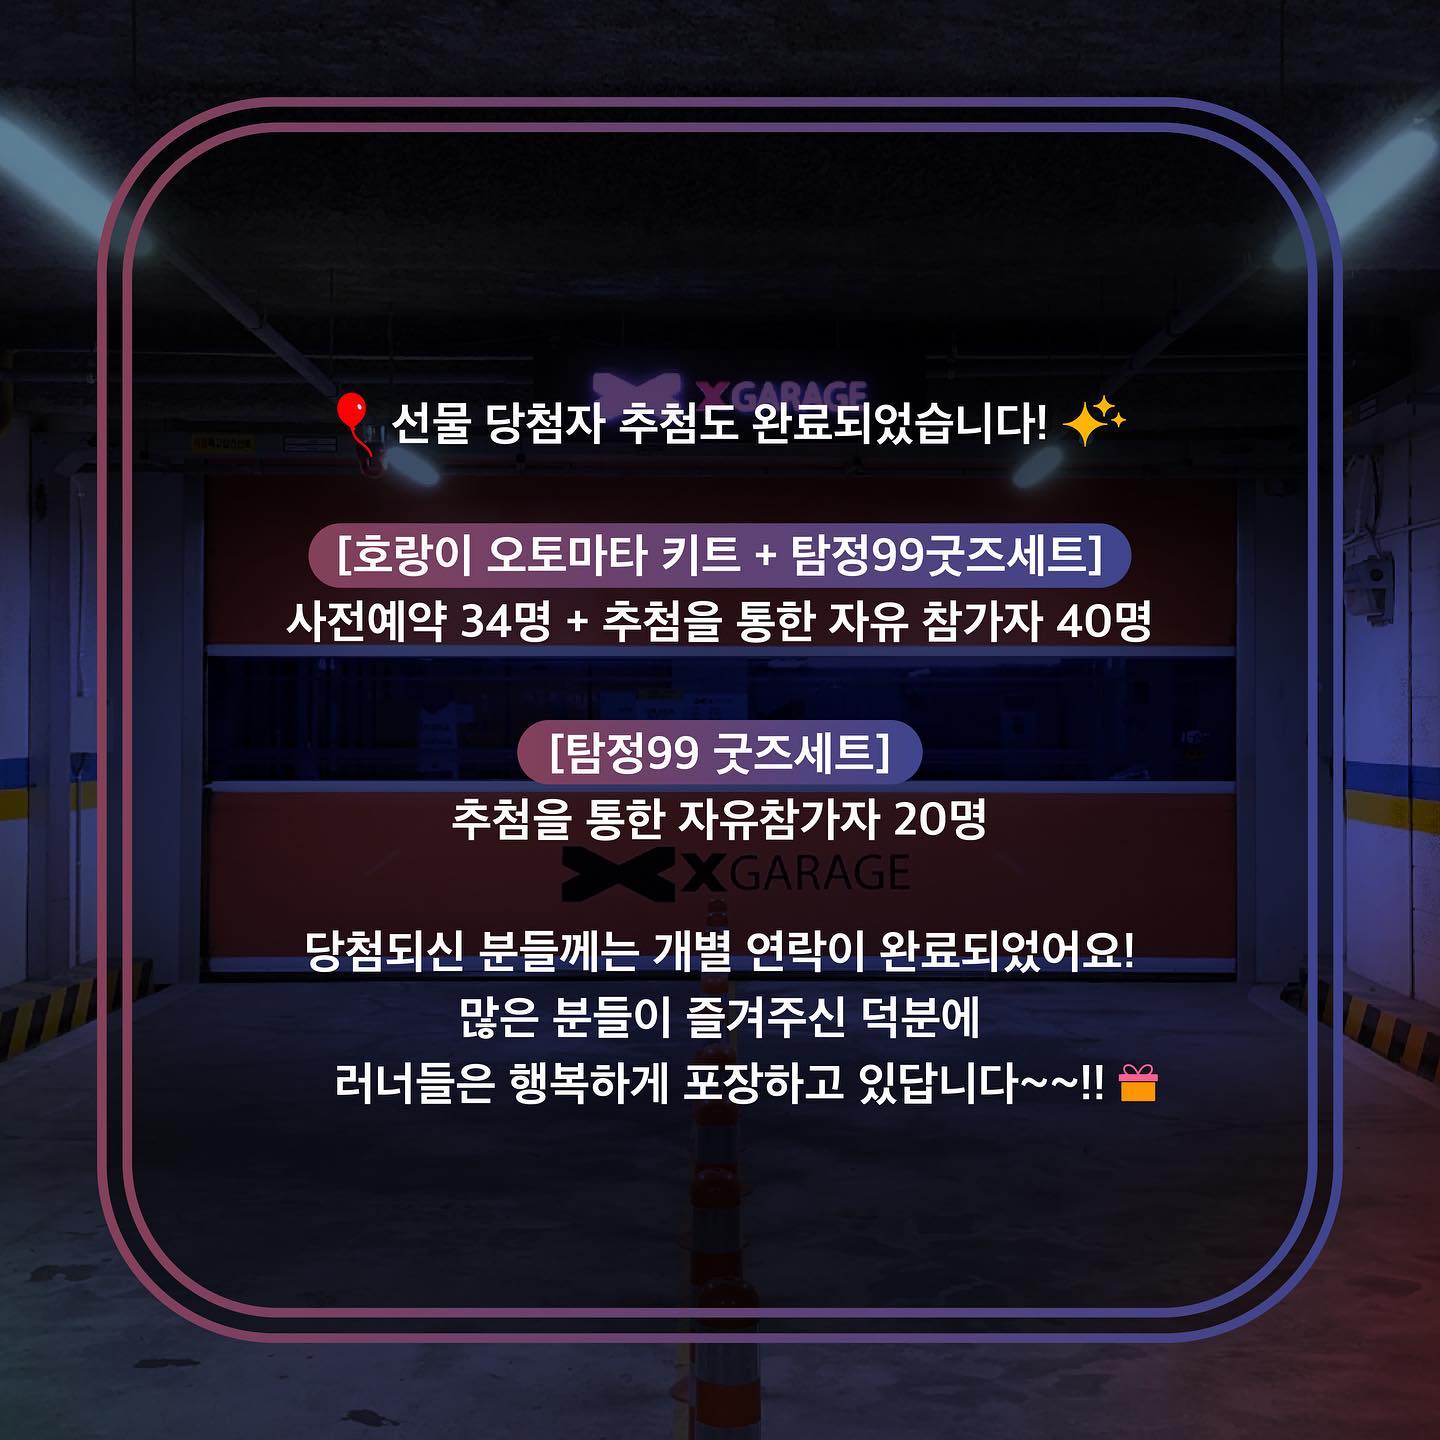 XGARAGE
🎈 선물 당첨자 추첨도 완료되었습니다! ✨
[호랑이 오토마타 키트 + 탐정99굿즈세트]
사전예약 34명 + 추첨을 통한 자유 참가자 40명
[탐정99 굿즈세트]
추첨을 통한 자유참가자 20명
XGARAGE
당첨되신 분들께는 개별 연락이 완료되었어요!
많은 분들이 즐겨주신 덕분에
러너들은 행복하게 포장하고 있답니다~~!! 🎁